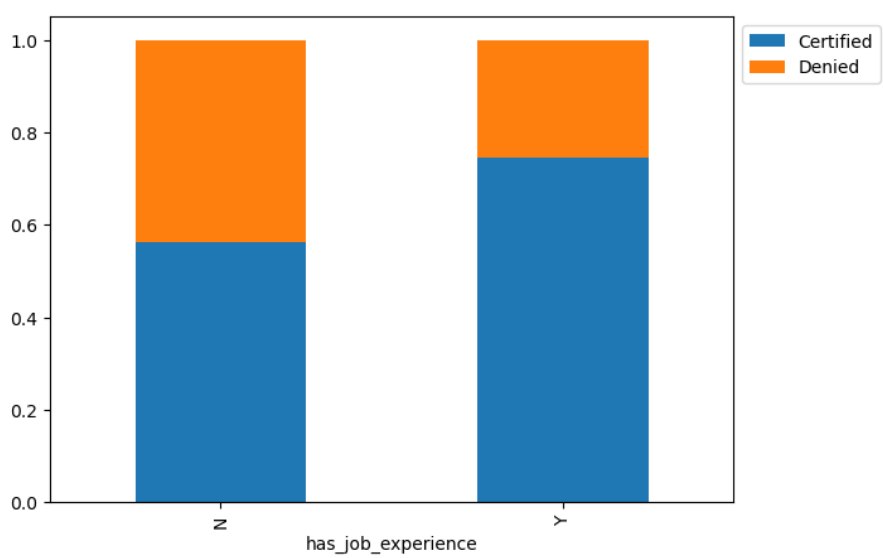 1.0
0.8
0.6
0.4
0.2
0.0
N
Y
has_job_experience
Certified
Denied